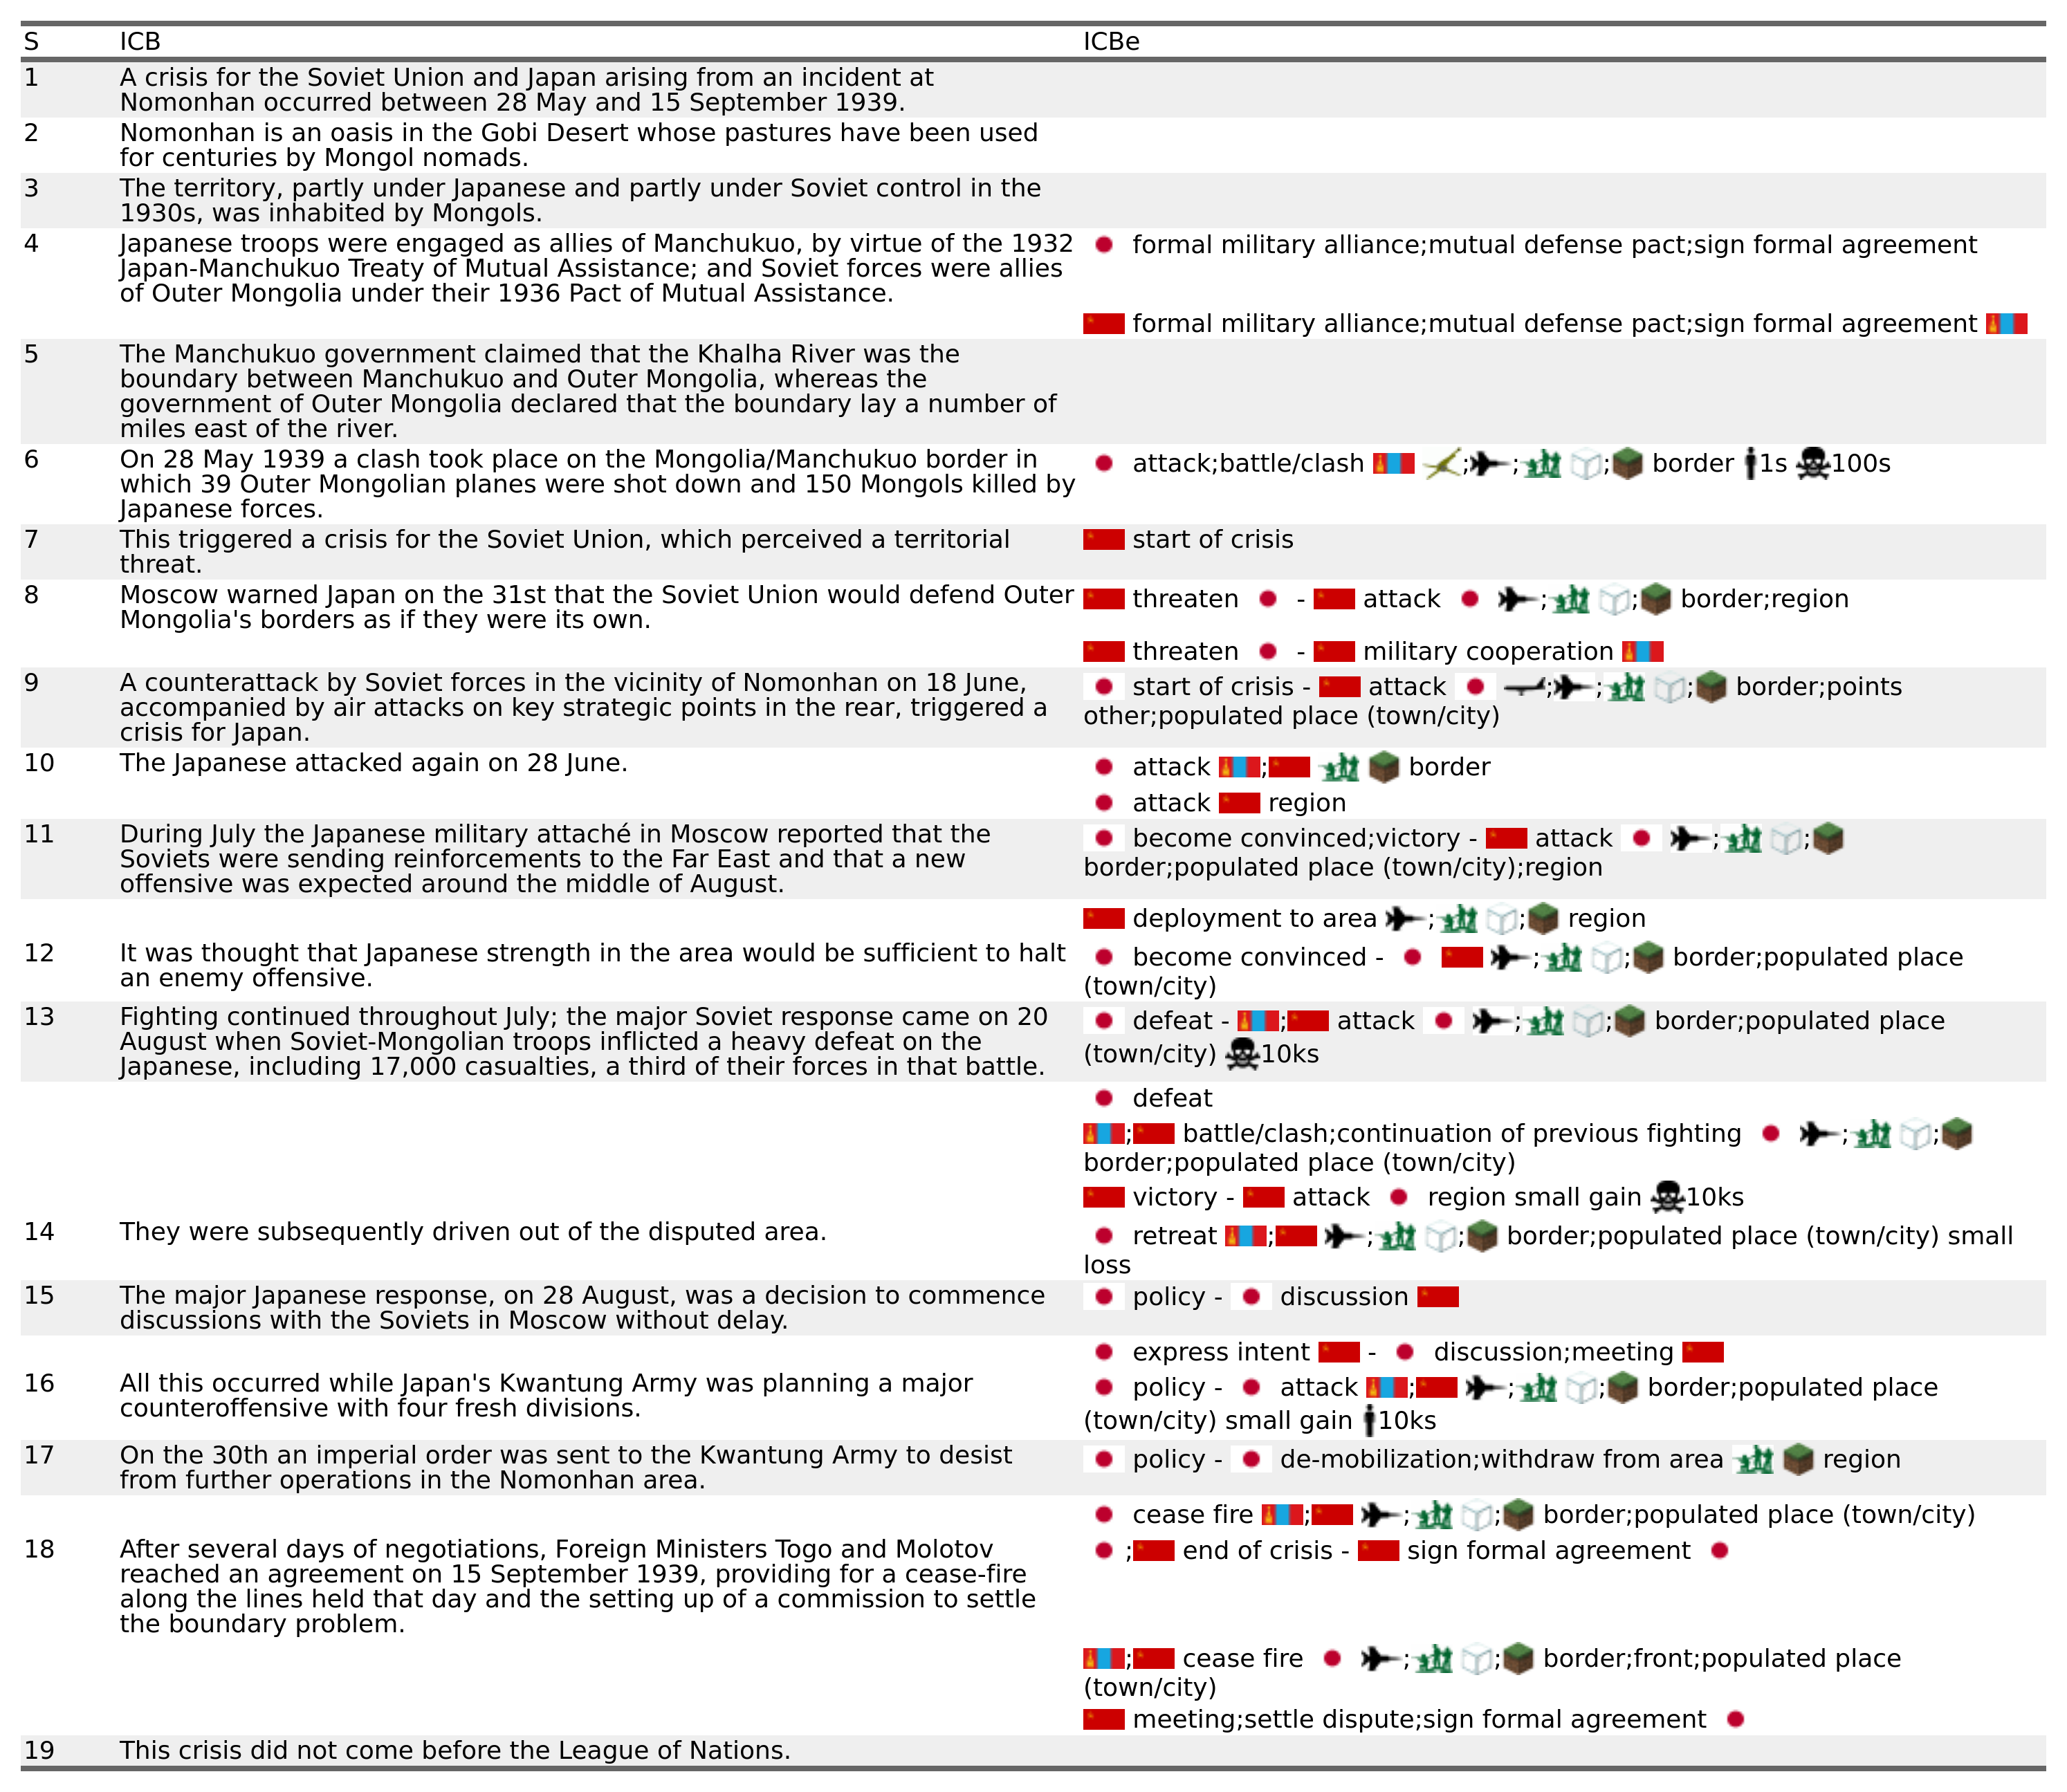 S ICB ICBe
1 A crisis for the Soviet Union and Japan arising from an incident at
Nomonhan occurred between 28 May and 15 September 1939.
2 Nomonhan is an oasis in the Gobi Desert whose pastures have been used
for centuries by Mongol nomads.
3 The territory, partly under Japanese and partly under Soviet control in the
1930s, was inhabited by Mongols.
4 Japanese troops were engaged as allies of Manchukuo, by virtue of the 1932
Japan-Manchukuo Treaty of Mutual Assistance; and Soviet forces were allies
of Outer Mongolia under their 1936 Pact of Mutual Assistance.
formal military alliance;mutual defense pact;sign formal agreement
formal military alliance;mutual defense pact;sign formal agreement
5 The Manchukuo government claimed that the Khalha River was the
boundary between Manchukuo and Outer Mongolia, whereas the
government of Outer Mongolia declared that the boundary lay a number of
miles east of the river.
6 On 28 May 1939 a clash took place on the Mongolia/Manchukuo border in
which 39 Outer Mongolian planes were shot down and 150 Mongols killed by
Japanese forces.
attack;battle/clash ; ; ; border 1s 100s
7 This triggered a crisis for the Soviet Union, which perceived a territorial
threat.
start of crisis
8 Moscow warned Japan on the 31st that the Soviet Union would defend Outer
Mongolia's borders as if they were its own.
threaten - attack ; ; border;region
threaten - military cooperation
9 A counterattack by Soviet forces in the vicinity of Nomonhan on 18 June,
accompanied by air attacks on key strategic points in the rear, triggered a
crisis for Japan.
start of crisis - attack ; ; ; border;points
other;populated place (town/city)
10 The Japanese attacked again on 28 June.
attack ; border
attack region
11 During July the Japanese military attaché in Moscow reported that the
Soviets were sending reinforcements to the Far East and that a new
offensive was expected around the middle of August.
become convinced;victory - attack ; ;
border;populated place (town/city);region
deployment to area ; ; region
12 It was thought that Japanese strength in the area would be sufficient to halt
an enemy offensive.
become convinced - ; ; border;populated place
(town/city)
13 Fighting continued throughout July; the major Soviet response came on 20
August when Soviet-Mongolian troops inflicted a heavy defeat on the
Japanese, including 17,000 casualties, a third of their forces in that battle.
defeat - ; attack ; ; border;populated place
(town/city) 10ks
defeat
; battle/clash;continuation of previous fighting ; ;
border;populated place (town/city)
victory - attack region small gain 10ks
14 They were subsequently driven out of the disputed area.
retreat ; ; ; border;populated place (town/city) small
loss
15 The major Japanese response, on 28 August, was a decision to commence
discussions with the Soviets in Moscow without delay.
policy - discussion
express intent - discussion;meeting
16 All this occurred while Japan's Kwantung Army was planning a major
counteroffensive with four fresh divisions.
policy - attack ; ; ; border;populated place
(town/city) small gain 10ks
17 On the 30th an imperial order was sent to the Kwantung Army to desist
from further operations in the Nomonhan area.
policy - de-mobilization;withdraw from area region
cease fire ; ; ; border;populated place (town/city)
18 After several days of negotiations, Foreign Ministers Togo and Molotov
reached an agreement on 15 September 1939, providing for a cease-fire
along the lines held that day and the setting up of a commission to settle
the boundary problem.
; end of crisis - sign formal agreement
; cease fire ; ; border;front;populated place
(town/city)
meeting;settle dispute;sign formal agreement
19 This crisis did not come before the League of Nations.